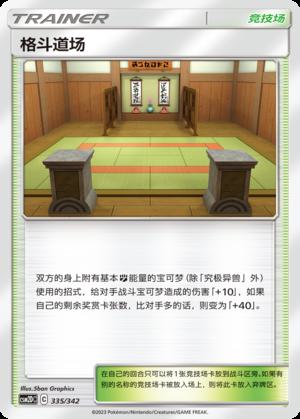 TRAINER 竞技场
格斗道场
双方的身上附有基本能量的宝可梦（除「究极异兽」外）
使用的招式，给对手战斗宝可梦造成的伤害「+10」，如果
自己的剩余奖赏卡张数，比对手多的话，则变为「+40」。
在自己的回合只可以将1张竞技场卡放到战斗区旁。如果有
别的名称的竞技场卡被放入场上，则将此卡放入弃牌区。
Illus.5ban Graphics
CSM2D C C 335/342
©2023 Pokémon/Nintendo/Creatures/GAME FREAK.